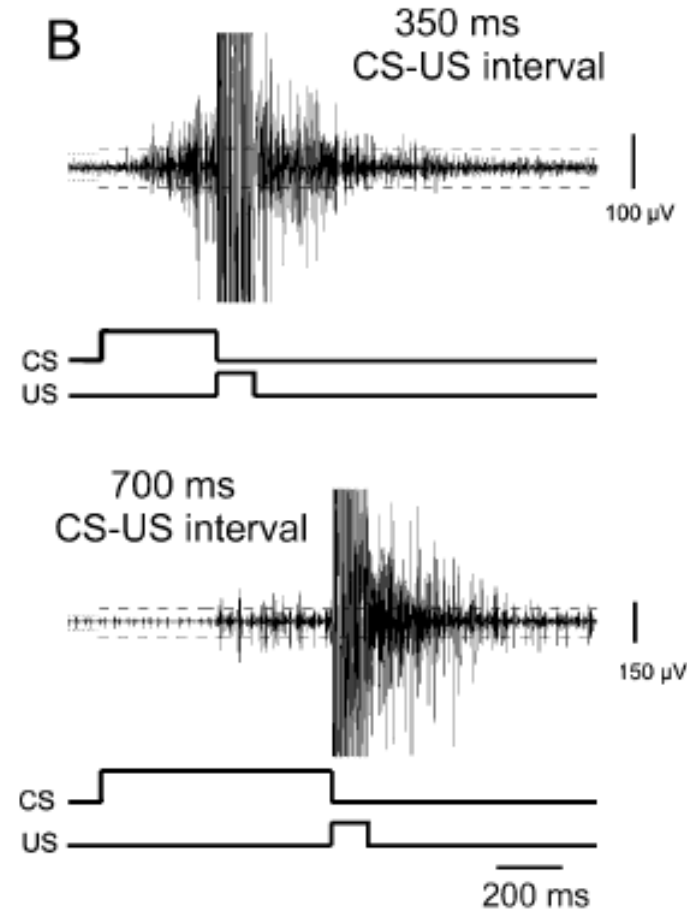 B
350 ms
CS-US interval
100 μV
CS
US
700 ms
CS-US interval
150 μV
CS
US
200 ms